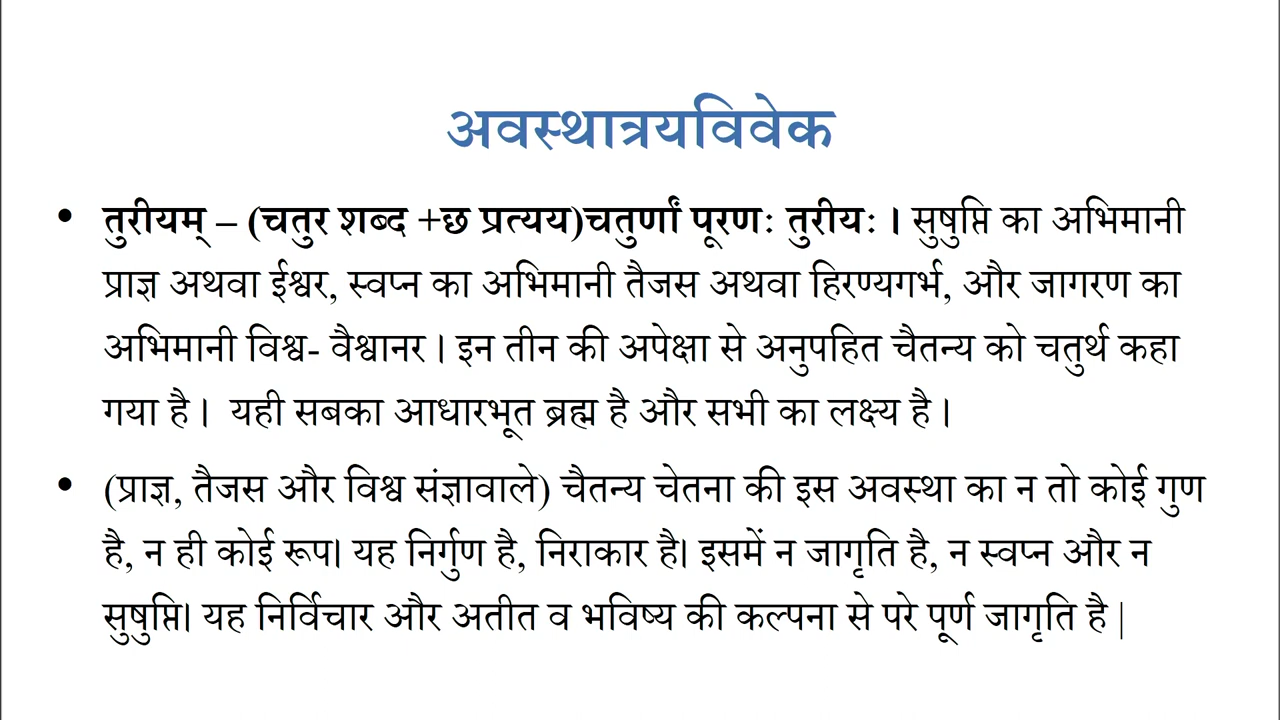 अवस्थात्रयविवेक
• तुरीयम् – (चतुर शब्द +छ प्रत्यय)चतुर्णां पूरणः तुरीयः । सुषुप्ति का अभिमानी
प्राज्ञ अथवा ईश्वर, स्वप्न का अभिमानी तैजस अथवा हिरण्यगर्भ, और जागरण का
अभिमानी विश्व- वैश्वानर । इन तीन की अपेक्षा से अनुपहित चैतन्य को चतुर्थ कहा
गया है । यही सबका आधारभूत ब्रह्म है और सभी का लक्ष्य है ।
• (प्राज्ञ, तैजस और विश्व संज्ञावाले) चैतन्य चेतना की इस अवस्था का न तो कोई गुण
है, न ही कोई रूप। यह निर्गुण है, निराकार है। इसमें न जागृति है, न स्वप्न और न
सुषुप्ति। यह निर्विचार और अतीत व भविष्य की कल्पना से परे पूर्ण जागृति है |